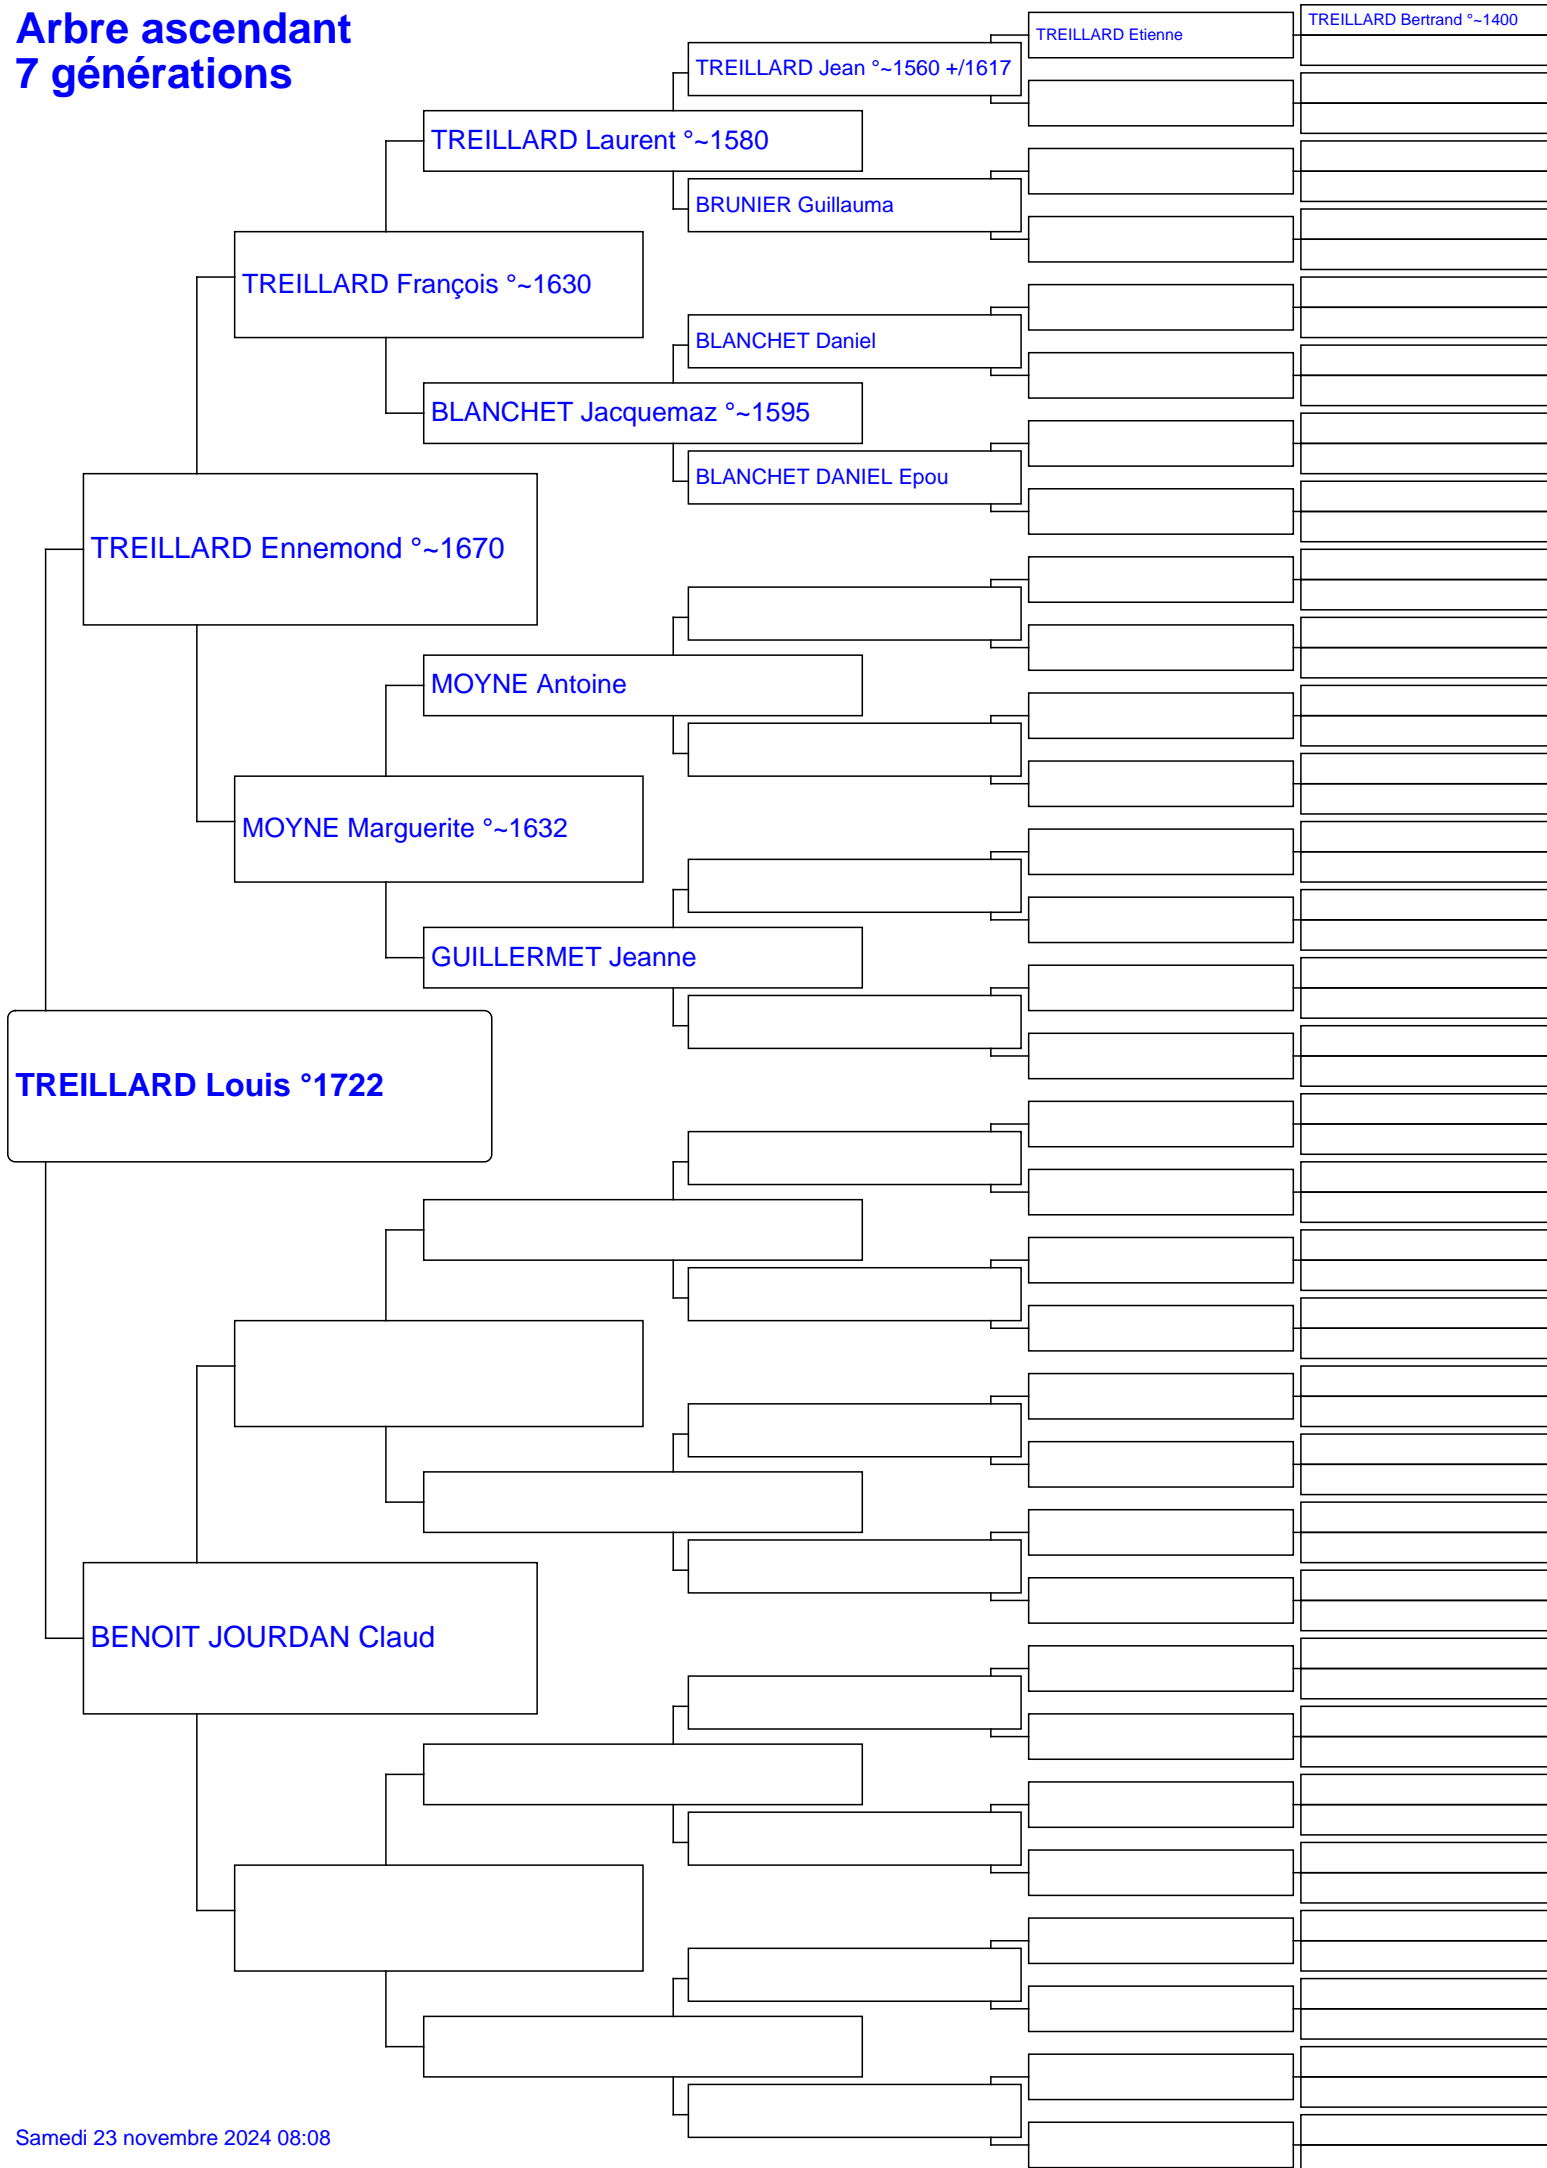 Arbre ascendant
7 générations
TREILLARD Bertrand °~1400
TREILLARD Etienne
TREILLARD Jean °~1560 +/1617
TREILLARD Laurent °~1580
BRUNIER Guillauma
TREILLARD François °~1630
BLANCHET Daniel
BLANCHET Jacquemaz °~1595
BLANCHET DANIEL Epou
TREILLARD Ennemond °~1670
MOYNE Antoine
MOYNE Marguerite °~1632
GUILLERMET Jeanne
TREILLARD Louis °1722
BENOIT JOURDAN Claud
Samedi 23 novembre 2024 08:08